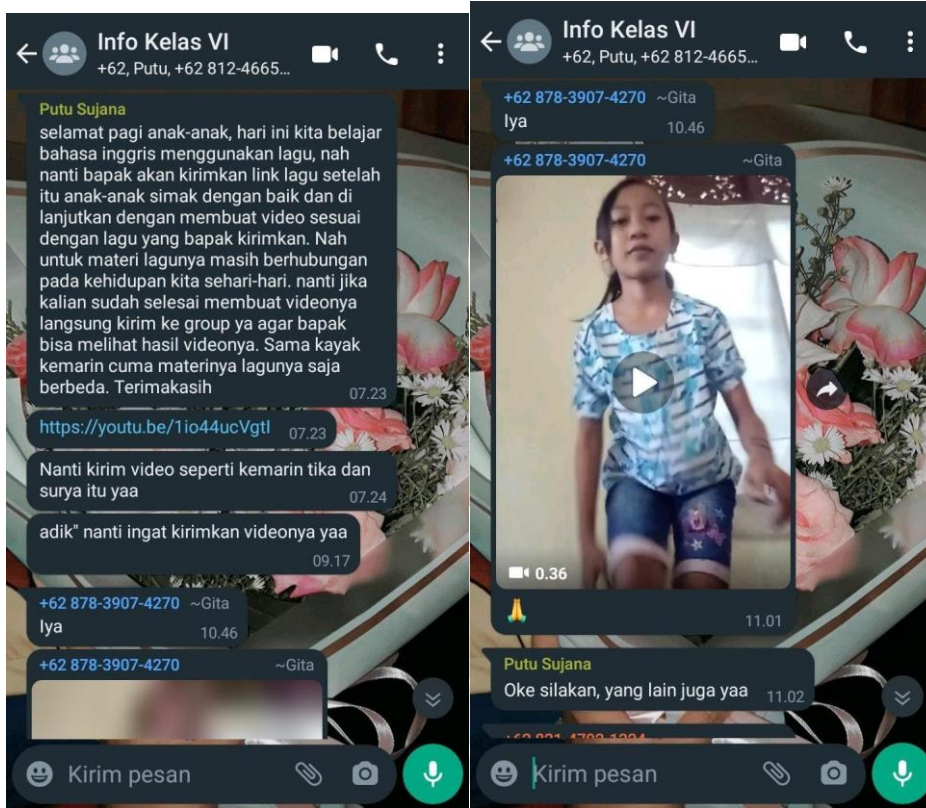 Info Kelas VI
+62, Putu, +62 812-4665...
Putu Sujana
selamat pagi anak-anak, hari ini kita belajar
bahasa inggris menggunakan lagu, nah
nanti bapak akan kirimkan link lagu setelah
itu anak-anak simak dengan baik dan di
lanjutkan dengan membuat video sesuai
dengan lagu yang bapak kirimkan. Nah
untuk materi lagunya masih berhubungan
pada kehidupan kita sehari-hari. nanti jika
kalian sudah selesai membuat videonya
langsung kirim ke group ya agar bapak
bisa melihat hasil videonya. Sama kayak
kemarin cuma materinya lagunya saja
berbeda. Terimakasih
07.23
https://youtu.be/1io44ucVgtI 07.23
Nanti kirim video seperti kemarin tika dan
surya itu yaa
07.24
adik" nanti ingat kirimkan videonya yaa
09.17
+62 878-3907-4270 ~Gita
Iya
10.46
+62 878-3907-4270 ~Gita
Kirim pesan
Info Kelas VI
+62, Putu, +62 812-4665...
+62 878-3907-4270 ~Gita
Iya
10.46
+62 878-3907-4270 ~Gita
0.36
🙏
11.01
Putu Sujana
Oke silakan, yang lain juga yaa 11.02
Kirim pesan